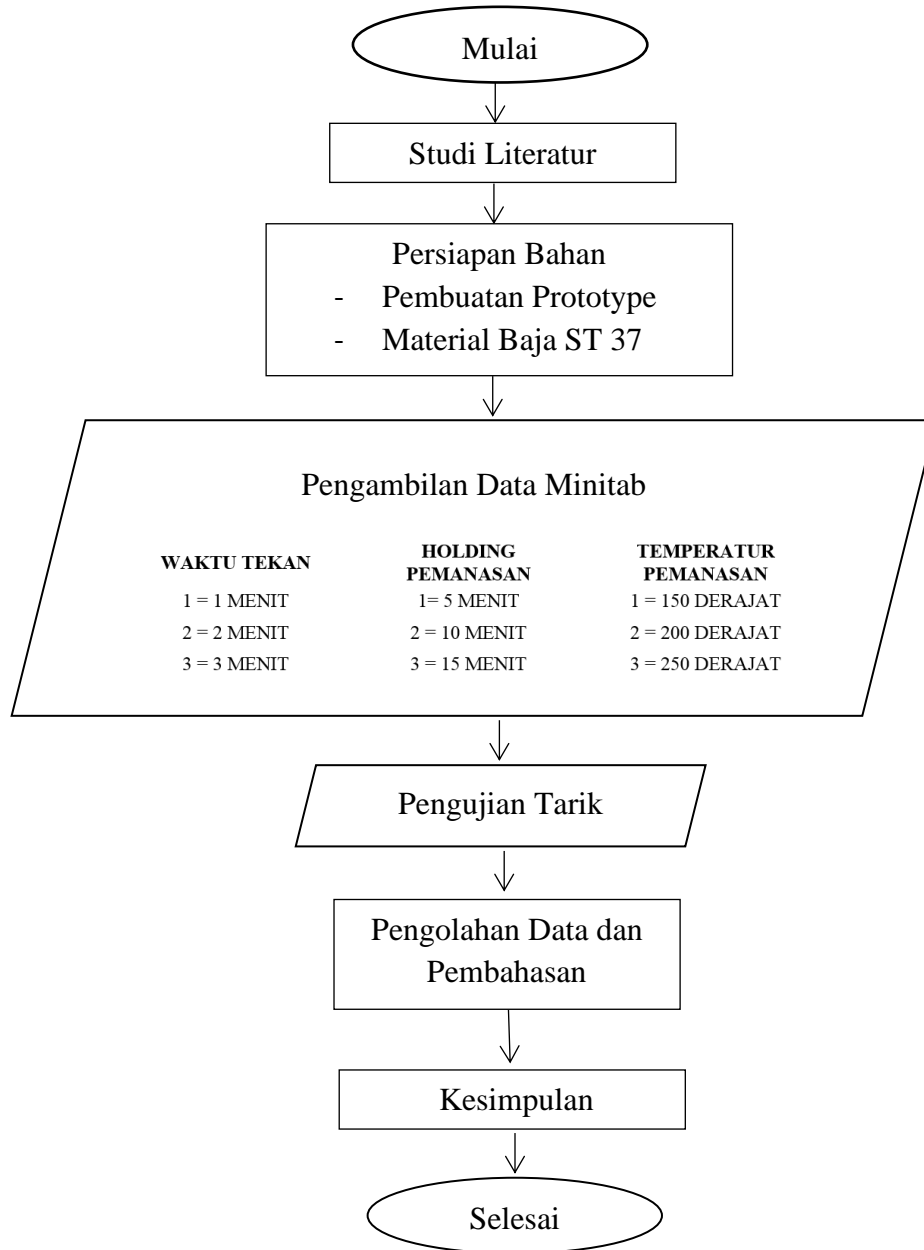 Mulai
Studi Literatur
Persiapan Bahan
- Pembuatan Prototype
- Material Baja ST 37
Pengambilan Data Minitab
WAKTU TEKAN
HOLDING
PEMANASAN
TEMPERATUR
PEMANASAN
1 = 1 MENIT
1= 5 MENIT
1 = 150 DERAJAT
2 = 2 MENIT
2 = 10 MENIT
2 = 200 DERAJAT
3 = 3 MENIT
3 = 15 MENIT
3 = 250 DERAJAT
Pengujian Tarik
Pengolahan Data dan
Pembahasan
Kesimpulan
Selesai